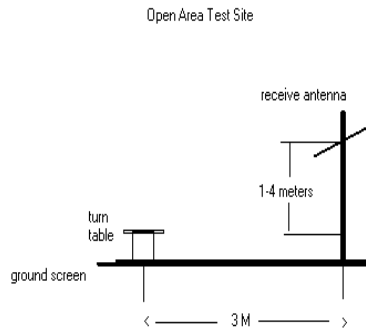 Open Area Test Site
receive antenna
1-4 meters
turn
table
ground screen
3 M